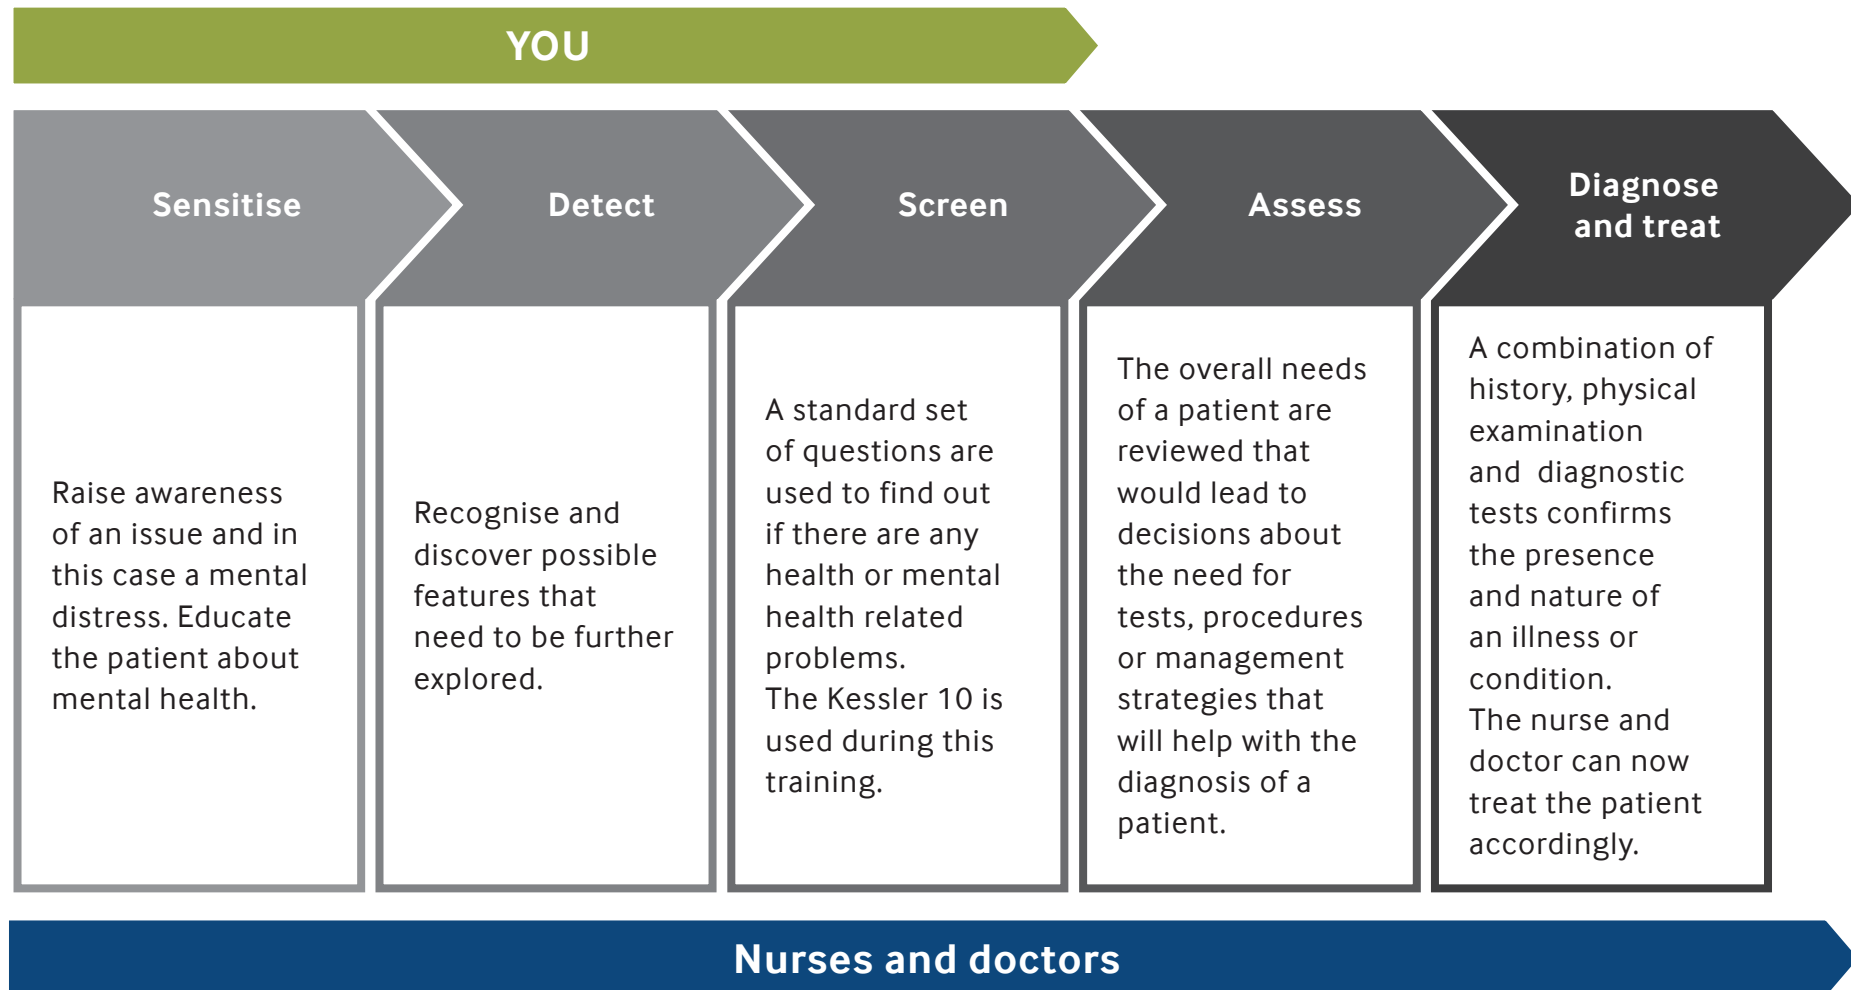 YOU
Sensitise
Detect
Screen
Assess
Diagnose
and treat
Raise awareness
of an issue and in
this case a mental
distress. Educate
the patient about
mental health.
Recognise and
discover possible
features that
need to be further
explored.
A standard set
of questions are
used to find out
if there are any
health or mental
health related
problems.
The Kessler 10 is
used during this
training.
The overall needs
of a patient are
reviewed that
would lead to
decisions about
the need for
tests, procedures
or management
strategies that
will help with the
diagnosis of a
patient.
A combination of
history, physical
examination
and  diagnostic
tests confirms
the presence
and nature of
an illness or
condition.
The nurse and
doctor can now
treat the patient
accordingly.
Nurses and doctors